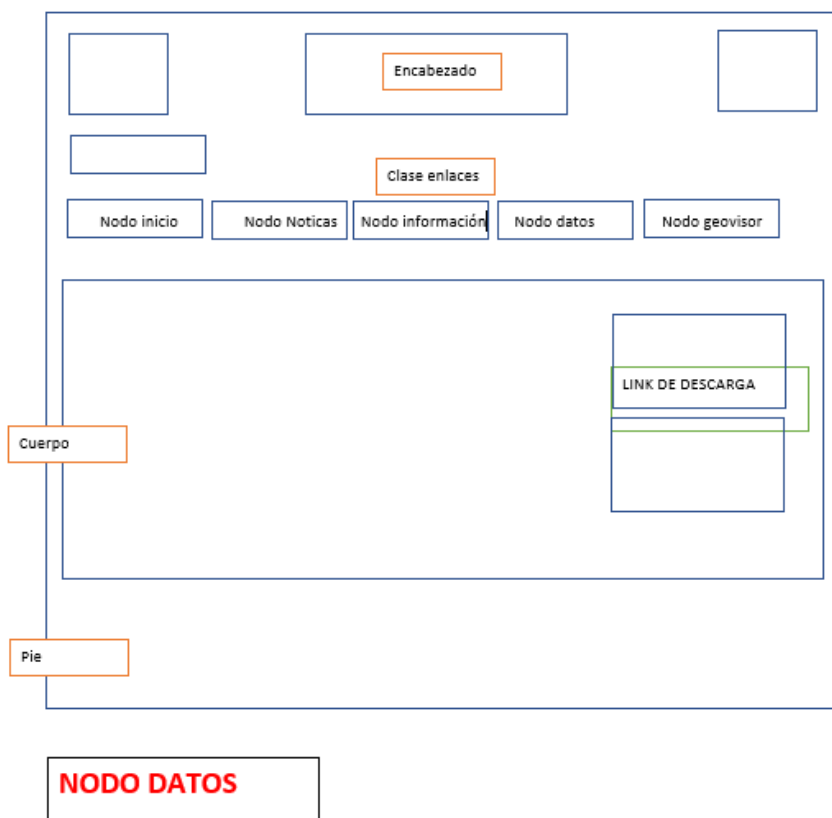 Encabezado
Clase enlaces
Nodo inicio
Nodo Noticas
Nodo información
Nodo datos
Nodo geovisor
LINK DE DESCARGA
Cuerpo
Pie
NODO DATOS